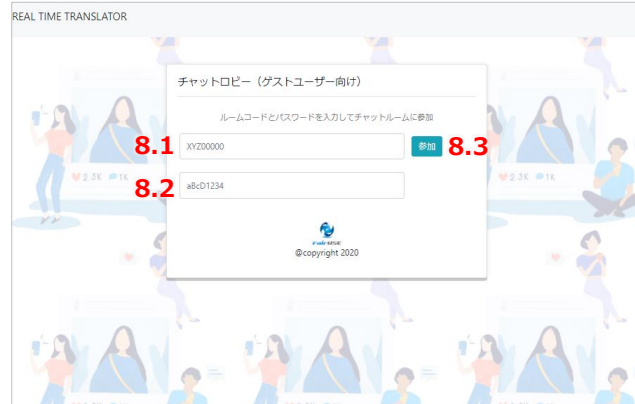 REAL TIME TRANSLATOR
チャットロビー（ゲストユーザー向け）
ルームコードとパスワードを入力してチャットルームに参加
8.1 XYZ00000 参加 8.3
8.2 aBcD1234
FairUSE
@copyright 2020
2.5K 1K
2.5K 1K